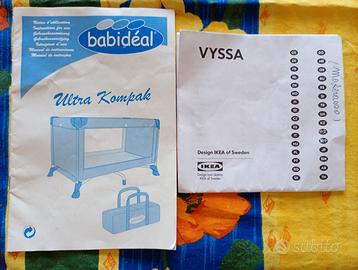 Notice d'utilisation
Instructions for use
Gebrauchsanweisung
Gebruiksaanwijzing
Istruzioni d'uso
Manual de instrucciones
Manual de instruções
babidéal
Ultra Kompak
VYSSA
Design IKEA of Sweden
IKEA
Design and Quality
IKEA of Sweden
subito